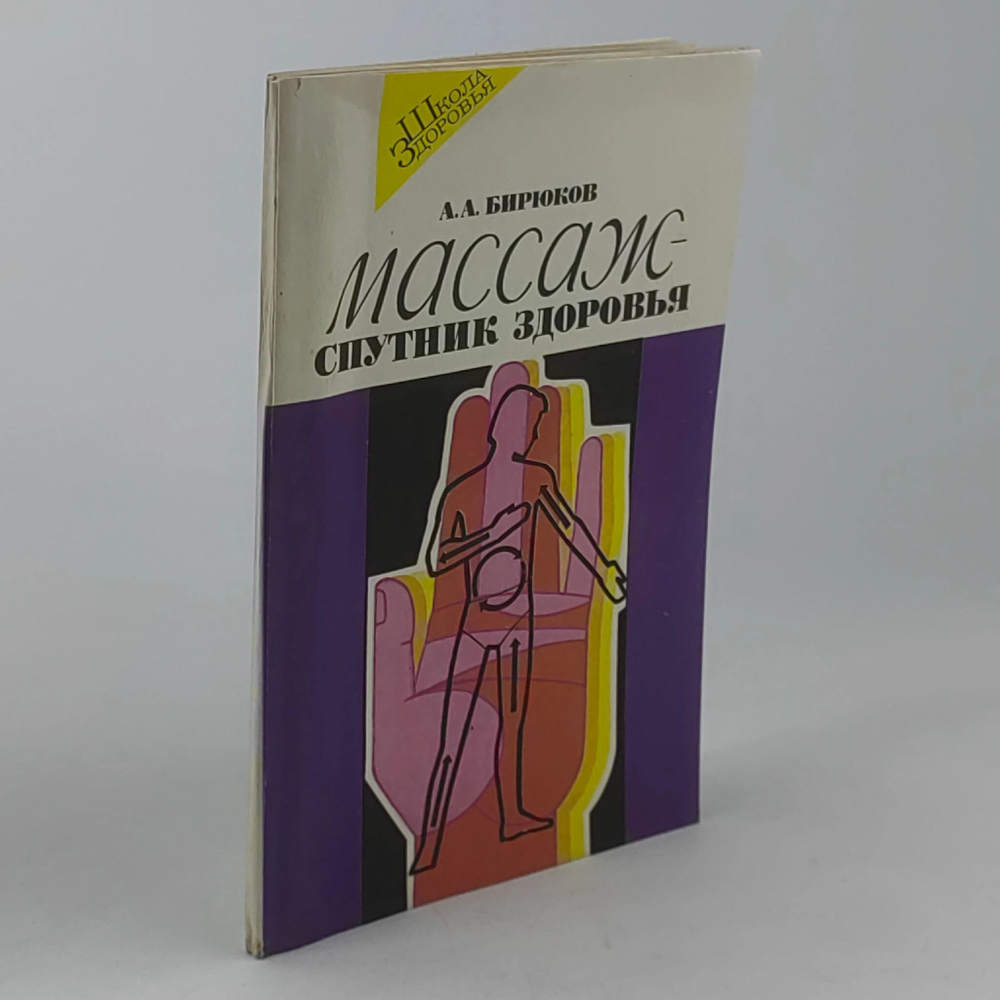 Школа
Здоровья
А.А. БИРЮКОВ
Массаж-
СПУТНИК ЗДОРОВЬЯ